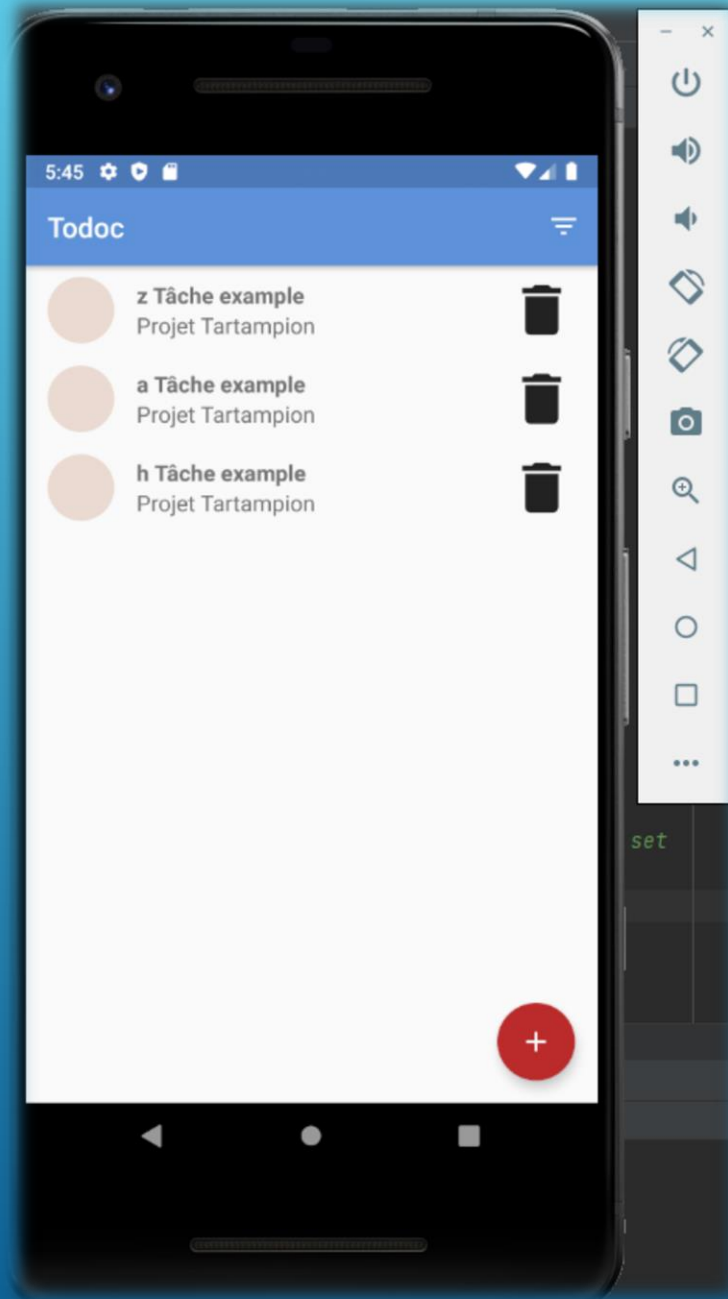 5:45
Todoc
z Tâche example
Projet Tartampion
a Tâche example
Projet Tartampion
h Tâche example
Projet Tartampion
set